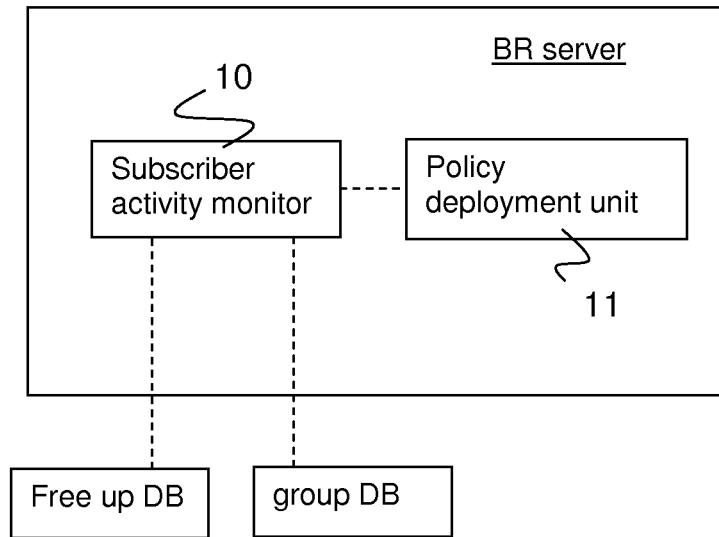 BR server
10
Subscriber
activity monitor
Policy
deployment unit
11
Free up DB
group DB